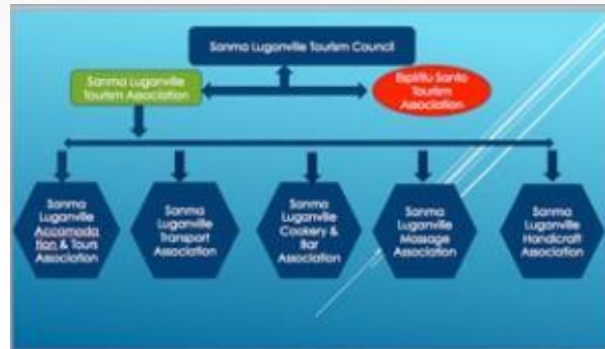 Sanma Luganville Tourism Council
Sanma Luganville
Tourism Association
Espiritu Santo
Tourism
Association
Sanma
Luganville
Accomoda
tion & Tours
Association
Sanma
Luganville
Transport
Association
Sanma
Luganville
Cookery &
Bar
Association
Sanma
Luganville
Massage
Association
Sanma
Luganville
Handicraft
Association